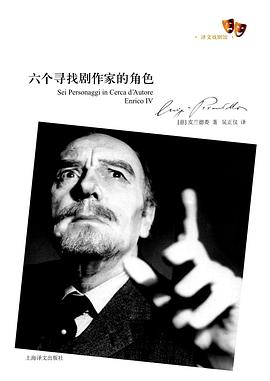 ·译文戏剧馆·
六个寻找剧作家的角色
Sei Personaggi in Cerca d'Autore
Enrico IV
Luigi Pirandello
[意] 皮兰德娄 著 吴正仪 译
上海译文出版社